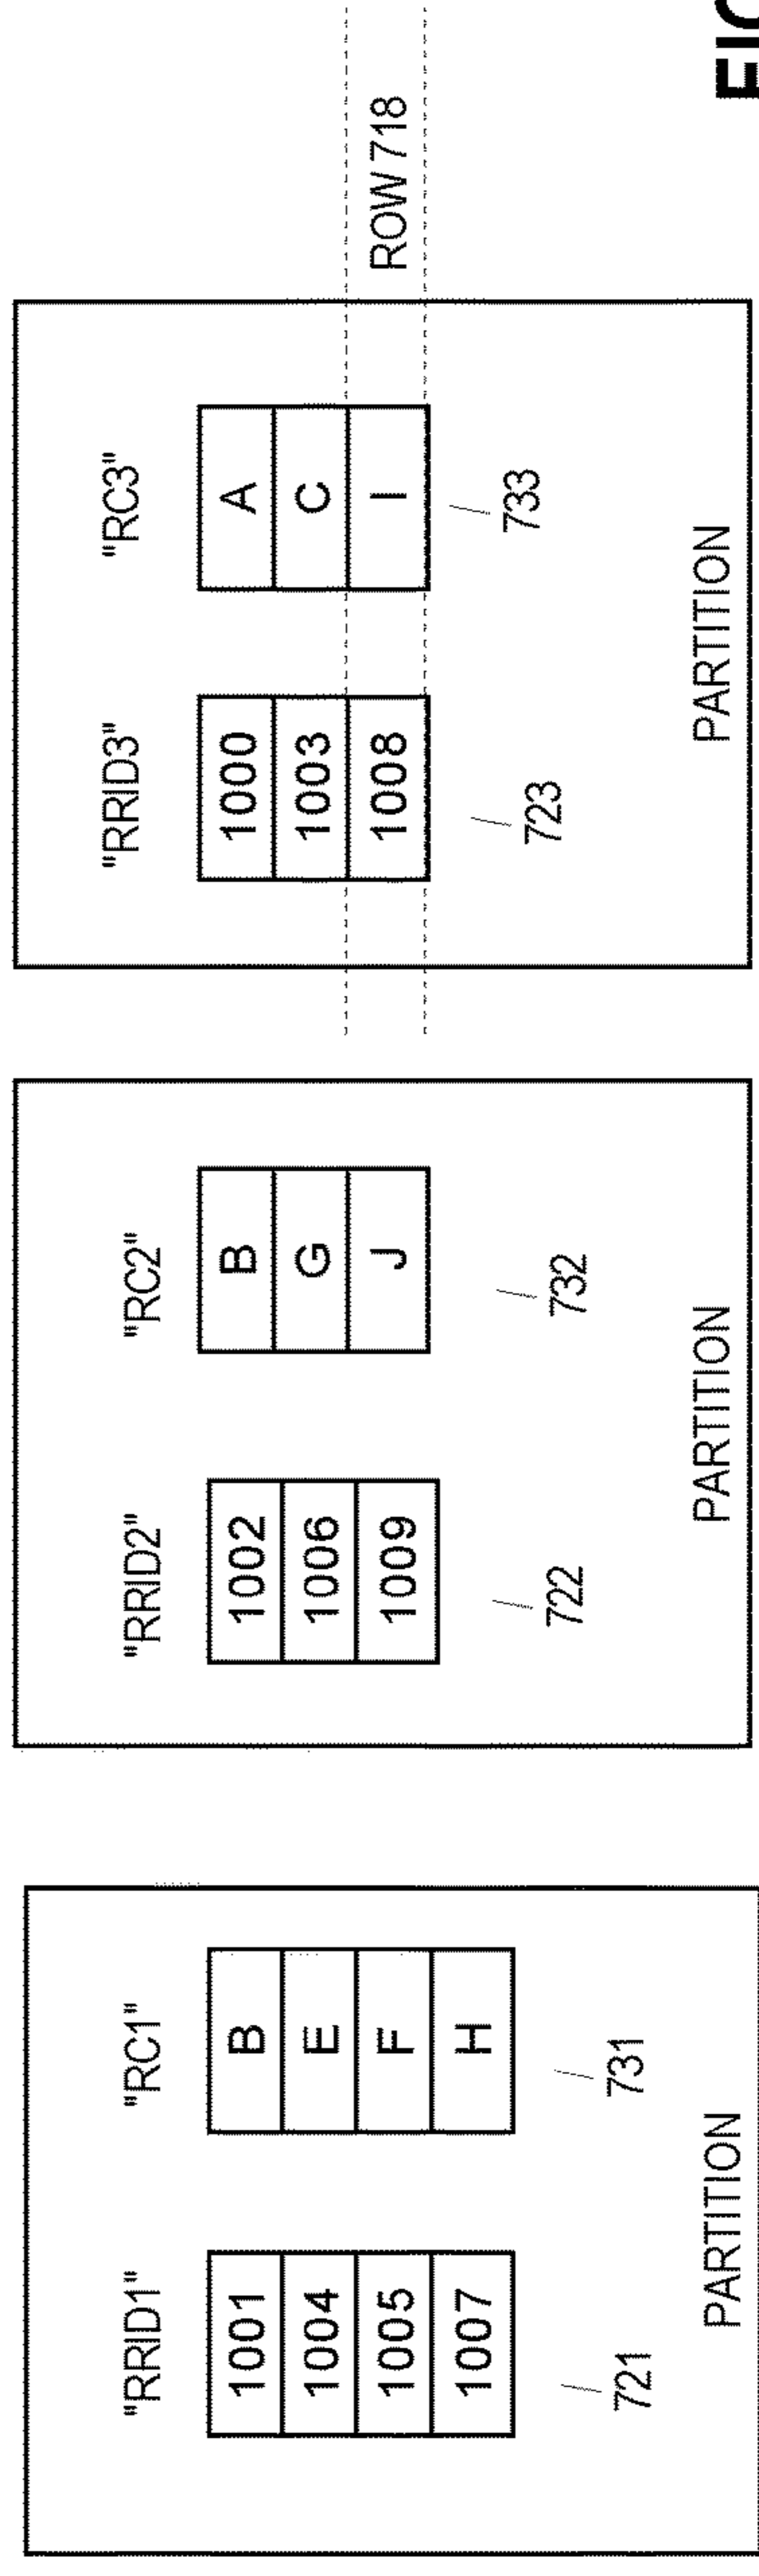 "RRID1"
"RC1"
1001
1004
1005
1007
B
E
F
H
721
731
PARTITION
"RRID2"
"RC2"
1002
1006
1009
B
G
J
722
732
PARTITION
"RRID3"
"RC3"
1000
1003
1008
A
C
I
ROW 718
723
733
PARTITION